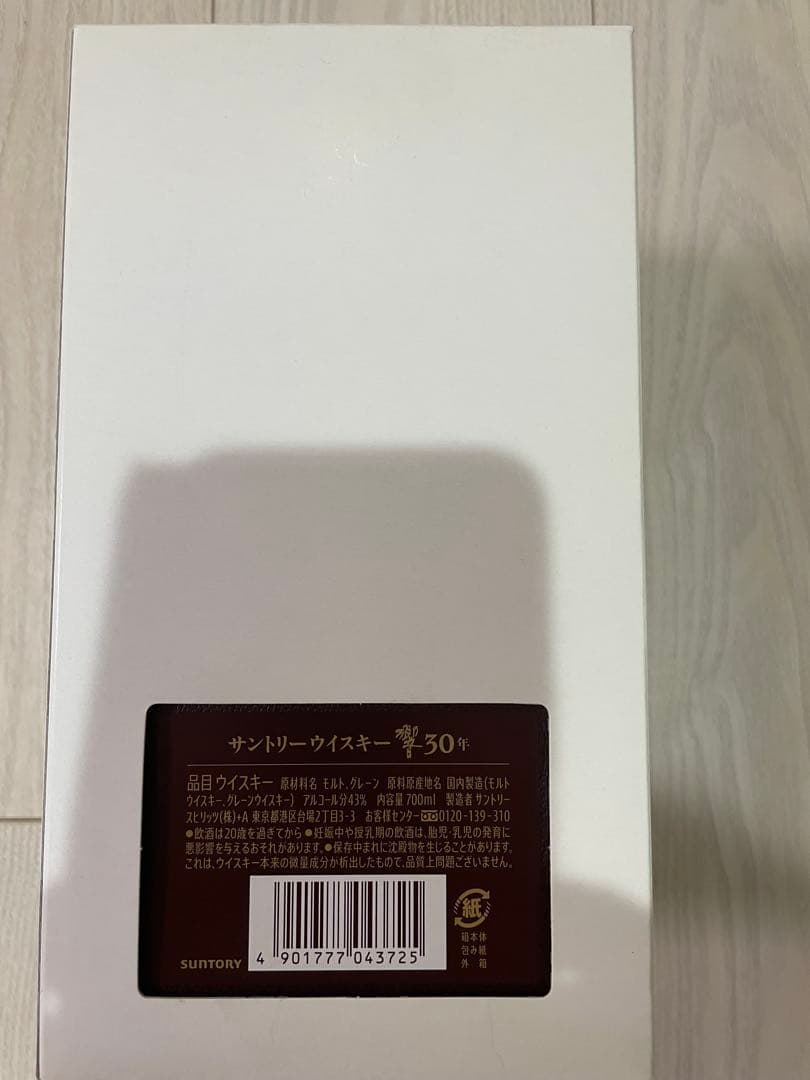 サントリーウイスキー 響30年
品目 ウイスキー 原材料名 モルト、グレーン 原料原産地名 国内製造(モルト
ウイスキー、グレーンウイスキー) アルコール分43% 内容量 700ml 製造者 サントリー
スピリッツ(株)+A 東京都港区台場2丁目3-3 お客様センター 0120-139-310
●飲酒は20歳を過ぎてから ●妊娠中や授乳期の飲酒は、胎児・乳児の発育に
悪影響を与えるおそれがあります。●保存中まれに沈殿物を生じることがあります。
これは、ウイスキー本来の微量成分が析出したもので、品質上問題ございません。
紙
箱本体
包み紙
外 箱
SUNTORY
4 901777 043725